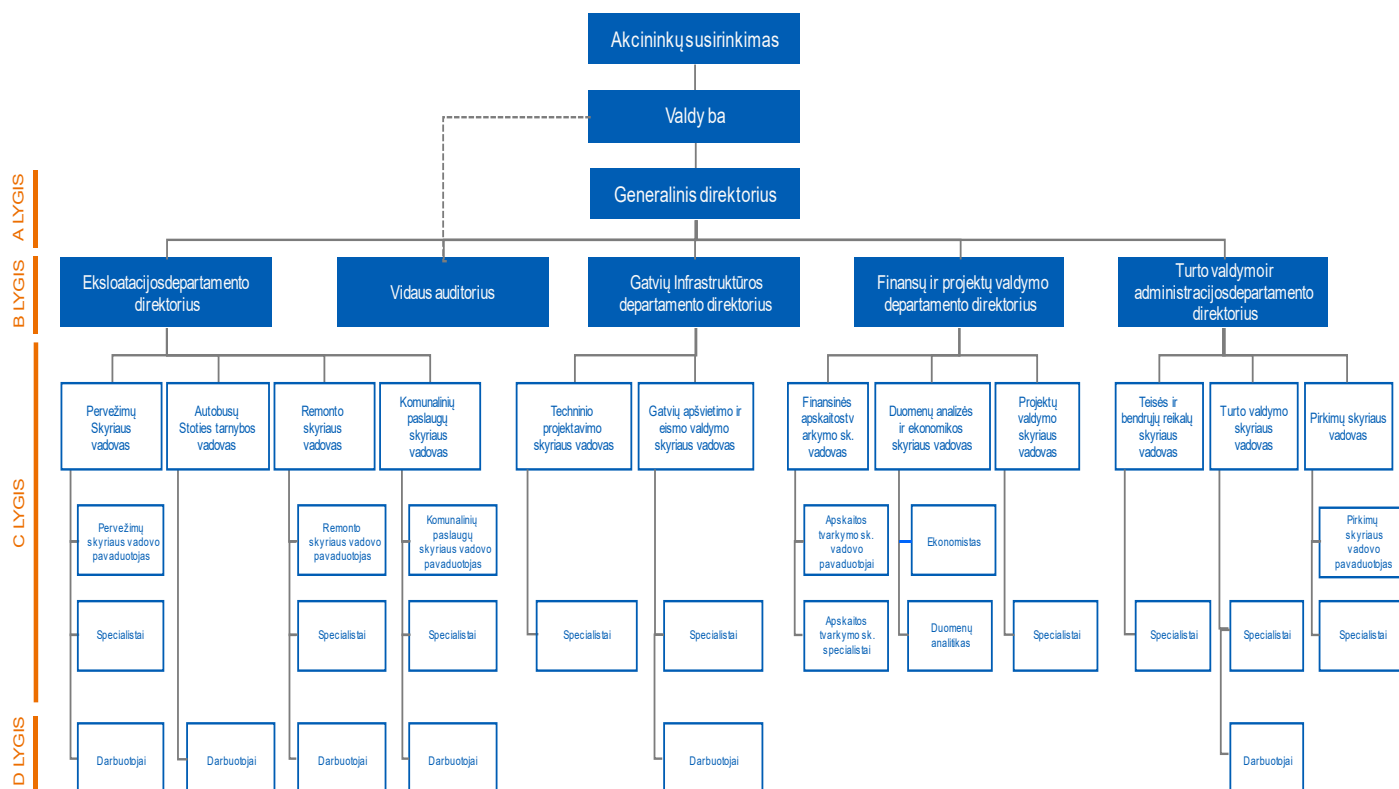 Akcininkų susirinkimas
Valdy ba
Generalinis direktorius
A LYGIS
B LYGIS
Eksloatacijosdepartamento
direktorius
Vidaus auditorius
Gatvių Infrastruktūros
departamento direktorius
Finansų ir projektų valdymo
departamento direktorius
Turto valdymo ir
administracijosdepartamento
direktorius
C LYGIS
Pervežimų
Skyriaus
vadovas
Autobusų
Stoties tarnybos
vadovas
Remonto
skyriaus
vadovas
Komunalinių
paslaugų
skyriaus
vadovas
Techninio
projektavimo
skyriaus vadovas
Gatvių apšvietimo ir
eismo valdymo
skyriaus vadovas
Finansinės
apskaitostv
arkymo sk.
vadovas
Duomenų analizės
ir ekonomikos
skyriaus vadovas
Projektų
valdymo
skyriaus
vadovas
Teisės ir
bendrųjų reikalų
skyriaus
vadovas
Turto valdymo
skyriaus
vadovas
Pirkimų skyriaus
vadovas
Pervežimų
skyriaus vadovo
pavaduotojas
Remonto
skyriaus vadovo
pavaduotojas
Komunalinių
paslaugų
skyriaus vadovo
pavaduotojas
Apskaitos
tvarkymo sk.
vadovo
pavaduotojai
Ekonomistas
Pirkimų
skyriaus
vadovo
pavaduotojas
Specialistai
Specialistai
Specialistai
Specialistai
Specialistai
Apskaitos
tvarkymo sk.
specialistai
Duomenų
analitikas
Specialistai
Specialistai
Specialistai
Specialistai
D LYGIS
Darbuotojai
Darbuotojai
Darbuotojai
Darbuotojai
Darbuotojai
Darbuotojai